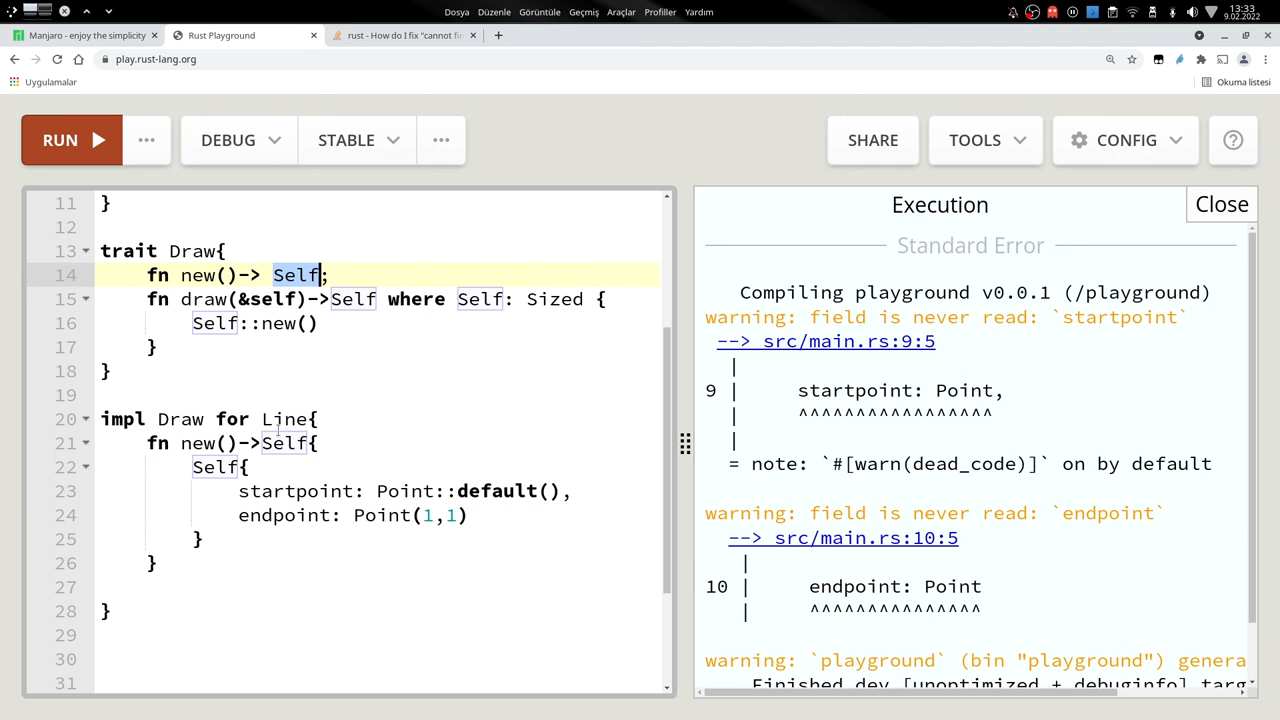 Dosya Düzenle Görüntüle Geçmiş Araçlar Profiller Yardım
13:33
9.02.2022
Manjaro - enjoy the simplicity
Rust Playground
rust - How do I fix "cannot fin
play.rust-lang.org
Uygulamalar
Okuma listesi
RUN
DEBUG
STABLE
SHARE
TOOLS
CONFIG
11 }
12
13 trait Draw{
14 fn new()-> Self;
15 fn draw(&self)->Self where Self: Sized {
16 Self::new()
17 }
18 }
19
20 impl Draw for Line{
21 fn new()->Self{
22 Self{
23 startpoint: Point::default(),
24 endpoint: Point(1,1)
25 }
26 }
27
28 }
29
30
31
Execution
Close
Standard Error
Compiling playground v0.0.1 (/playground)
warning: field is never read: `startpoint`
--> src/main.rs:9:5
|
9 | startpoint: Point,
| ^^^^^^^^^^^^^^^^^
|
= note: `#[warn(dead_code)]` on by default
warning: field is never read: `endpoint`
--> src/main.rs:10:5
|
10 | endpoint: Point
| ^^^^^^^^^^^^^^^
warning: `playground` (bin "playground") genera
Finished dev [unoptimized + debuginfo] targ